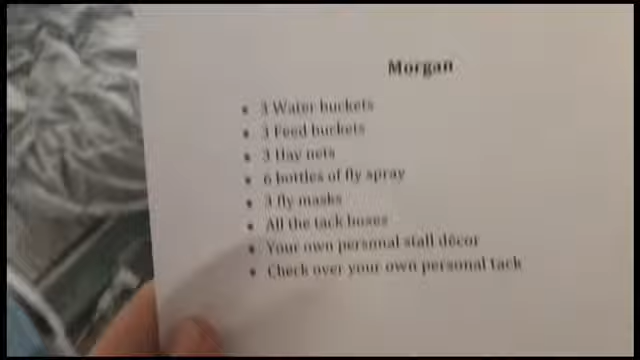 Morgan
• 3 Water buckets
• 3 Feed buckets
• 3 Hay nets
• 6 bottles of fly spray
• 3 fly masks
• All the tack boxes
• Your own personal stall décor
• Check over your own personal tack